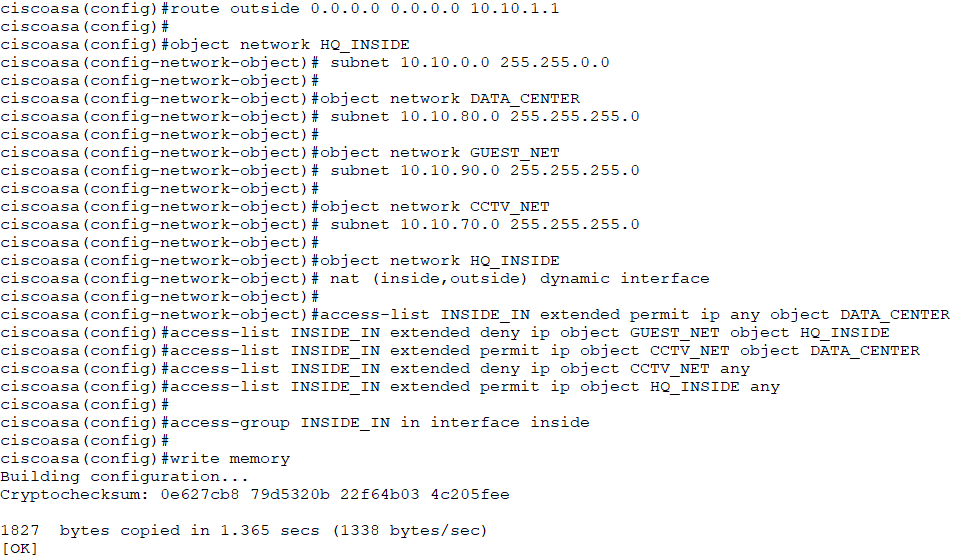 ciscoasa(config)#route outside 0.0.0.0 0.0.0.0 10.10.1.1
ciscoasa(config)#
ciscoasa(config)#object network HQ_INSIDE
ciscoasa(config-network-object)# subnet 10.10.0.0 255.255.0.0
ciscoasa(config-network-object)#
ciscoasa(config-network-object)#object network DATA_CENTER
ciscoasa(config-network-object)# subnet 10.10.80.0 255.255.255.0
ciscoasa(config-network-object)#
ciscoasa(config-network-object)#object network GUEST_NET
ciscoasa(config-network-object)# subnet 10.10.90.0 255.255.255.0
ciscoasa(config-network-object)#
ciscoasa(config-network-object)#object network CCTV_NET
ciscoasa(config-network-object)# subnet 10.10.70.0 255.255.255.0
ciscoasa(config-network-object)#
ciscoasa(config-network-object)#object network HQ_INSIDE
ciscoasa(config-network-object)# nat (inside,outside) dynamic interface
ciscoasa(config-network-object)#
ciscoasa(config-network-object)#access-list INSIDE_IN extended permit ip any object DATA_CENTER
ciscoasa(config)#access-list INSIDE_IN extended deny ip object GUEST_NET object HQ_INSIDE
ciscoasa(config)#access-list INSIDE_IN extended permit ip object CCTV_NET object DATA_CENTER
ciscoasa(config)#access-list INSIDE_IN extended deny ip object CCTV_NET any
ciscoasa(config)#access-list INSIDE_IN extended permit ip object HQ_INSIDE any
ciscoasa(config)#
ciscoasa(config)#access-group INSIDE_IN in interface inside
ciscoasa(config)#
ciscoasa(config)#write memory
Building configuration...
Cryptochecksum: 0e627cb8 79d5320b 22f64b03 4c205fee

1827  bytes copied in 1.365 secs (1338 bytes/sec)
[OK]